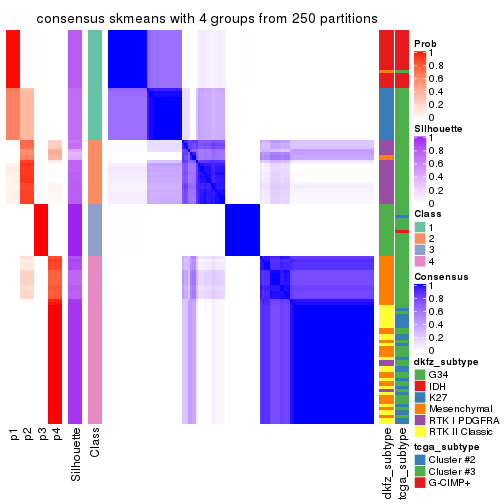 consensus skmeans with 4 groups from 250 partitions
Prob
1
0.8
0.6
0.4
0.2
0
Silhouette
1
0.8
0.6
0.4
0.2
0
Class
1
2
3
4
Consensus
1
0.8
0.6
0.4
0.2
0
dkfz_subtype
G34
IDH
K27
Mesenchymal
RTK I PDGFRA
RTK II Classic
tcga_subtype
Cluster #2
Cluster #3
G-CIMP+
p1
p2
p3
p4
Silhouette
Class
dkfz_subtype
tcga_subtype